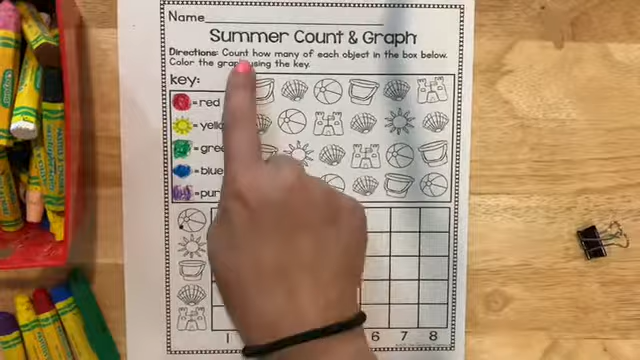 Name
Summer Count & Graph
Directions: Count how many of each object in the box below.
Color the graph using the key.
key:
= red
= yello
= gree
= blue
= pur
1 6 7 8